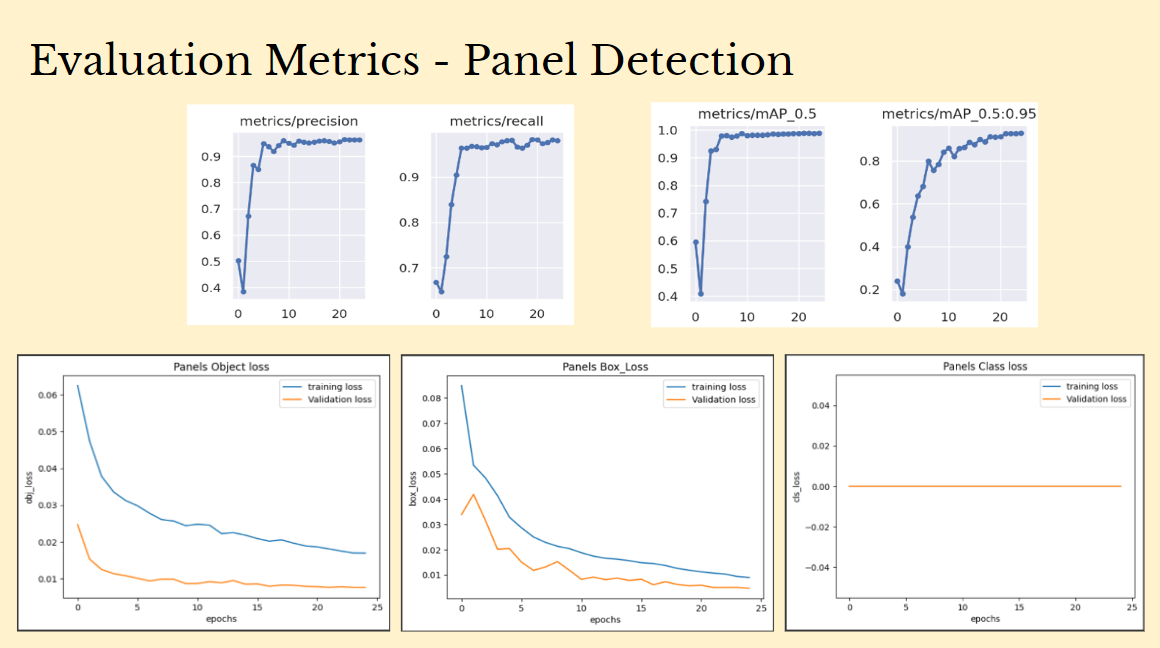 Evaluation Metrics - Panel Detection
metrics/precision
0.9
0.8
0.7
0.6
0.5
0.4
0 10 20
metrics/recall
0.9
0.8
0.7
0 10 20
metrics/mAP_0.5
1.0
0.9
0.8
0.7
0.6
0.5
0.4
0 10 20
metrics/mAP_0.5:0.95
0.8
0.6
0.4
0.2
0 10 20
Panels Object loss
training loss
Validation loss
obj_loss
0.06
0.05
0.04
0.03
0.02
0.01
0 5 10 15 20 25
epochs
Panels Box_Loss
training loss
Validation loss
box_loss
0.08
0.07
0.06
0.05
0.04
0.03
0.02
0.01
0 5 10 15 20 25
epochs
Panels Class loss
training loss
Validation loss
cls_loss
0.04
0.02
0.00
−0.02
−0.04
0 5 10 15 20 25
epochs